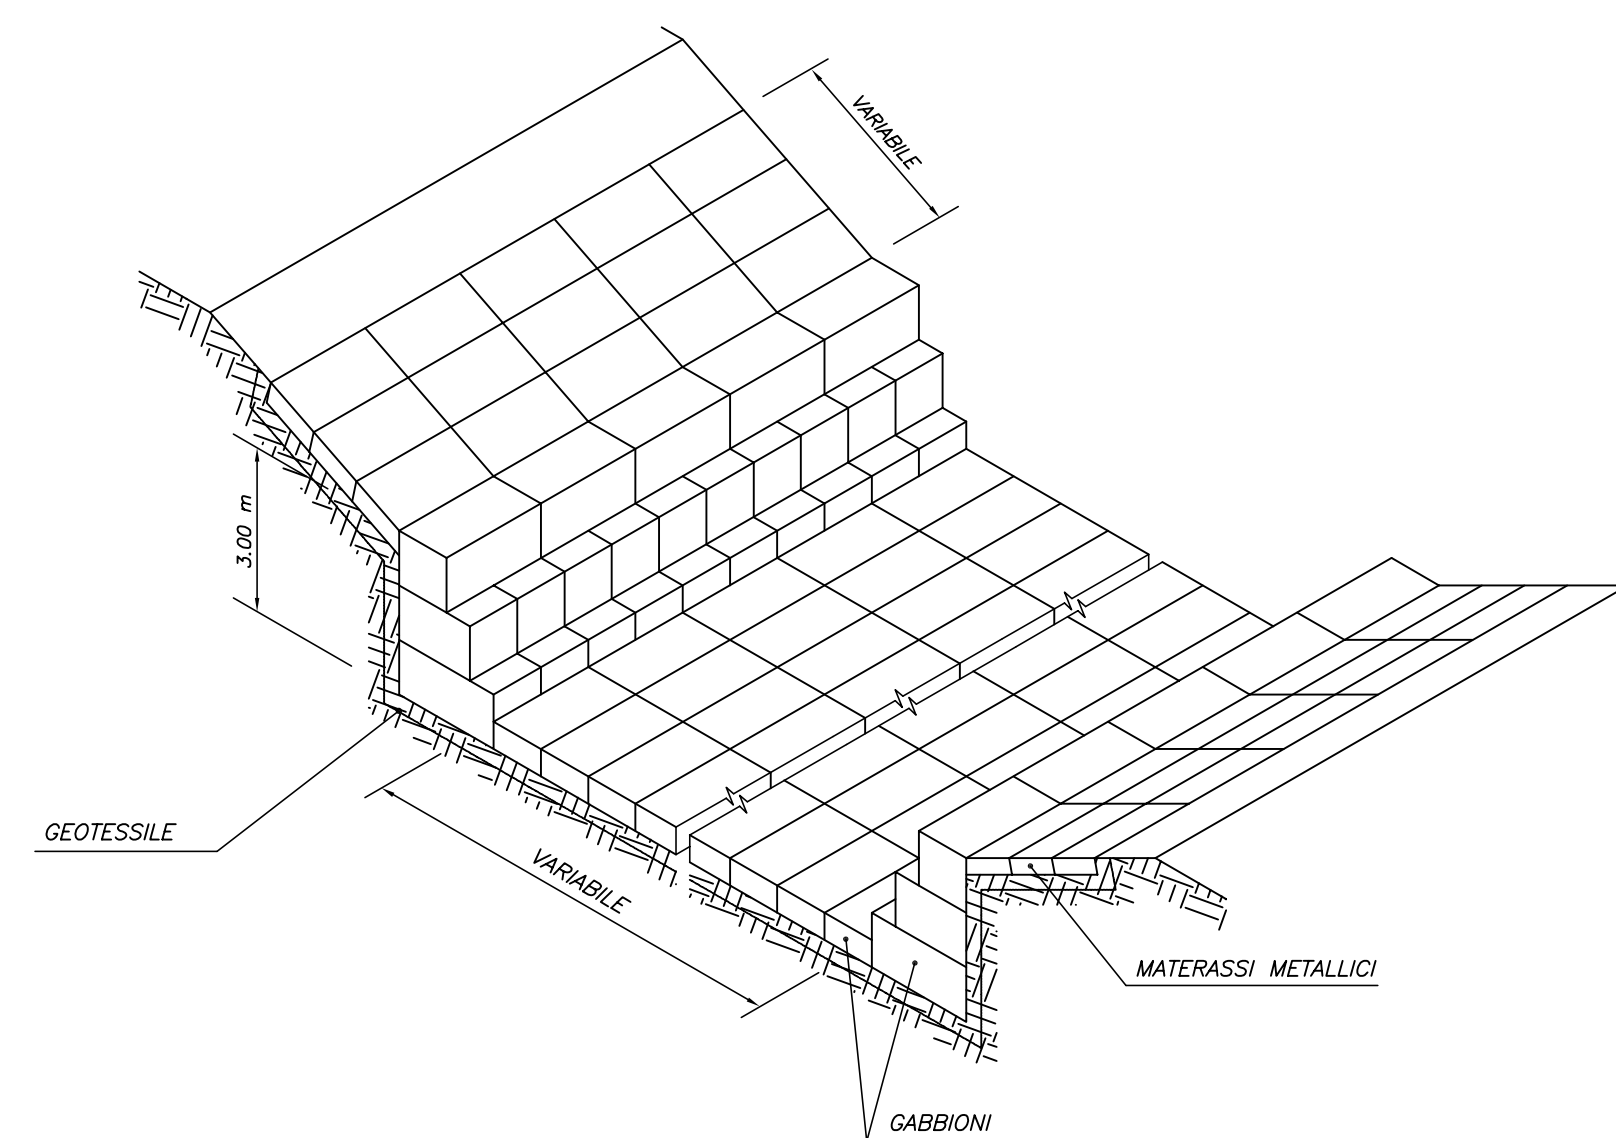 VARIABILE
3.00 m
GEOTESSILE
VARIABILE
MATERASSI METALLICI
GABBIONI